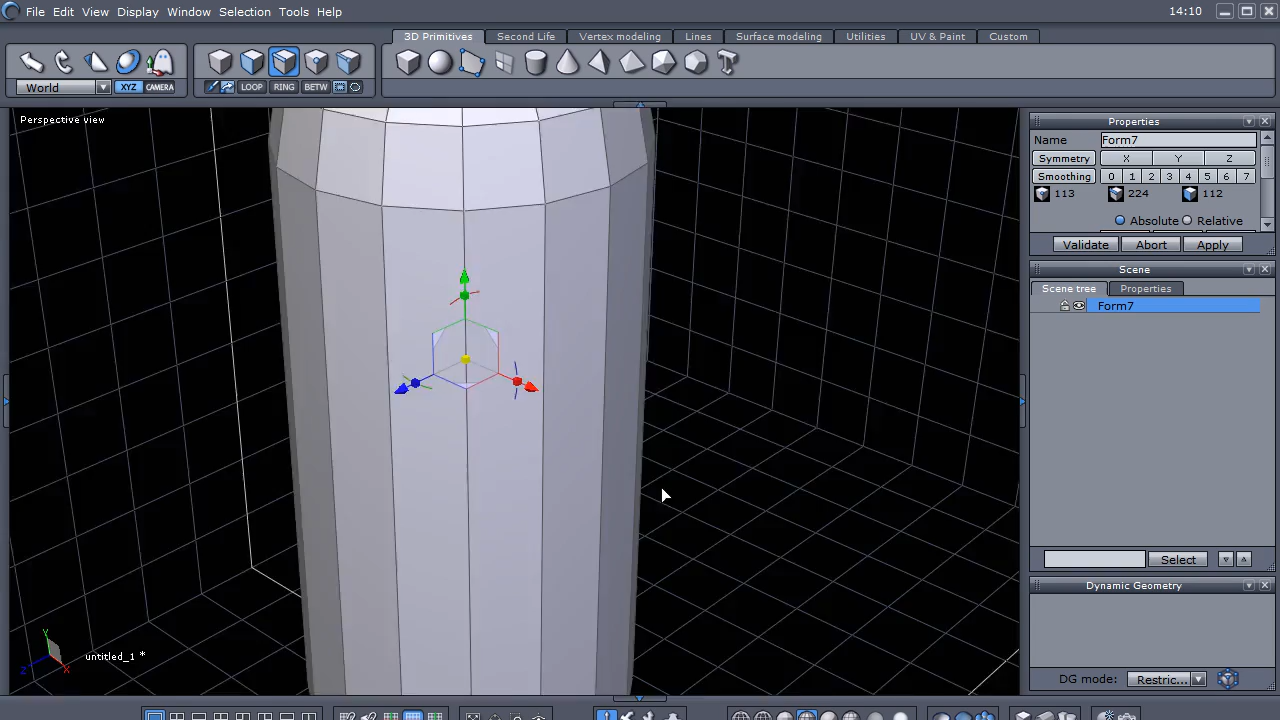 File Edit View Display Window Selection Tools Help 14:10
3D Primitives Second Life Vertex modeling Lines Surface modeling Utilities UV & Paint Custom
World XYZ CAMERA LOOP RING BETW
Perspective view
Properties
Name Form7
Symmetry X Y Z
Smoothing 0 1 2 3 4 5 6 7
113 224 112
Absolute Relative
Validate Abort Apply
Scene
Scene tree Properties
Form7
Select
Dynamic Geometry
Y
Z X
untitled_1 *
DG mode: Restric...